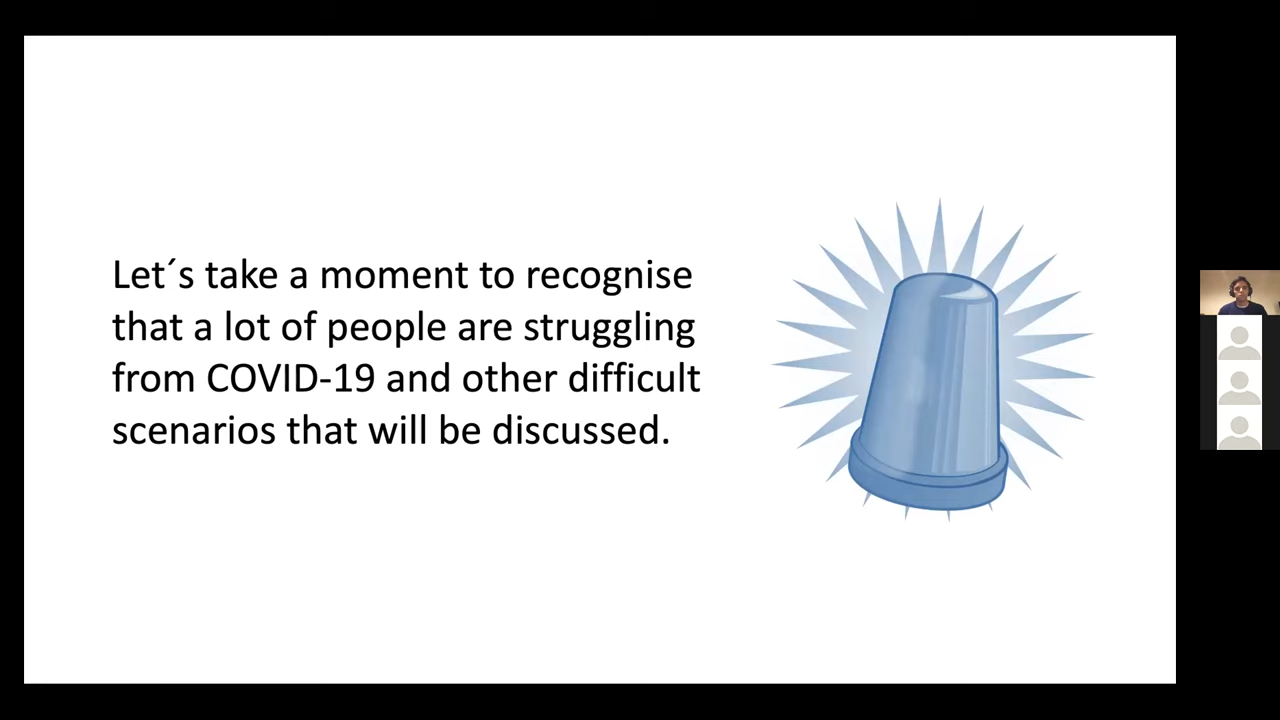 Let´s take a moment to recognise
that a lot of people are struggling
from COVID-19 and other difficult
scenarios that will be discussed.